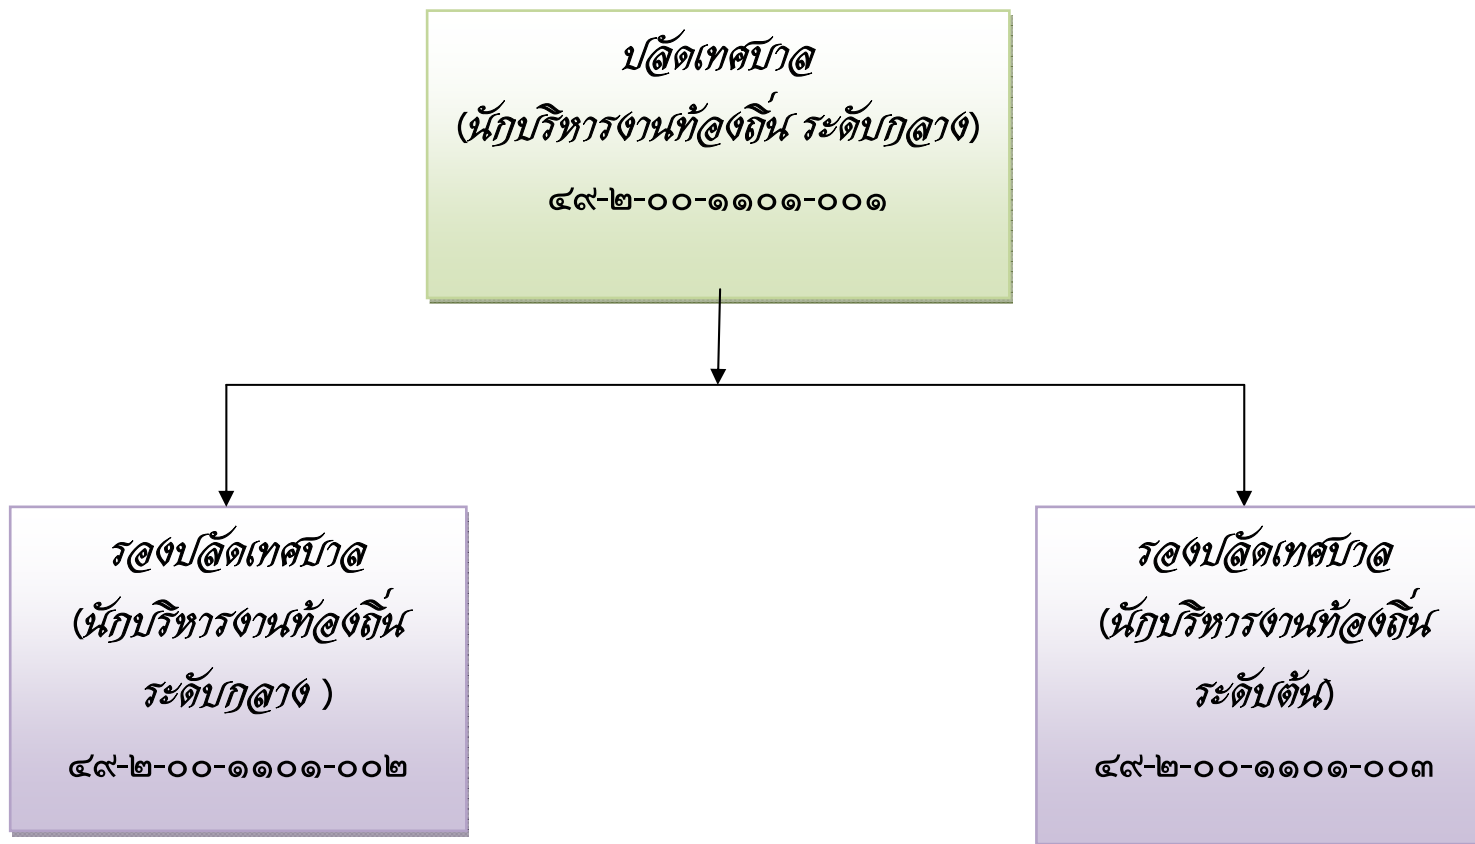 ปลัดเทศบาล
(นักบริหารงานท้องถิ่น ระดับกลาง)
๔๙-๒-๐๐-๑๑๐๑-๐๐๑
รองปลัดเทศบาล
(นักบริหารงานท้องถิ่น
ระดับกลาง )
๔๙-๒-๐๐-๑๑๐๑-๐๐๒
รองปลัดเทศบาล
(นักบริหารงานท้องถิ่น
ระดับต้น)
๔๙-๒-๐๐-๑๑๐๑-๐๐๓